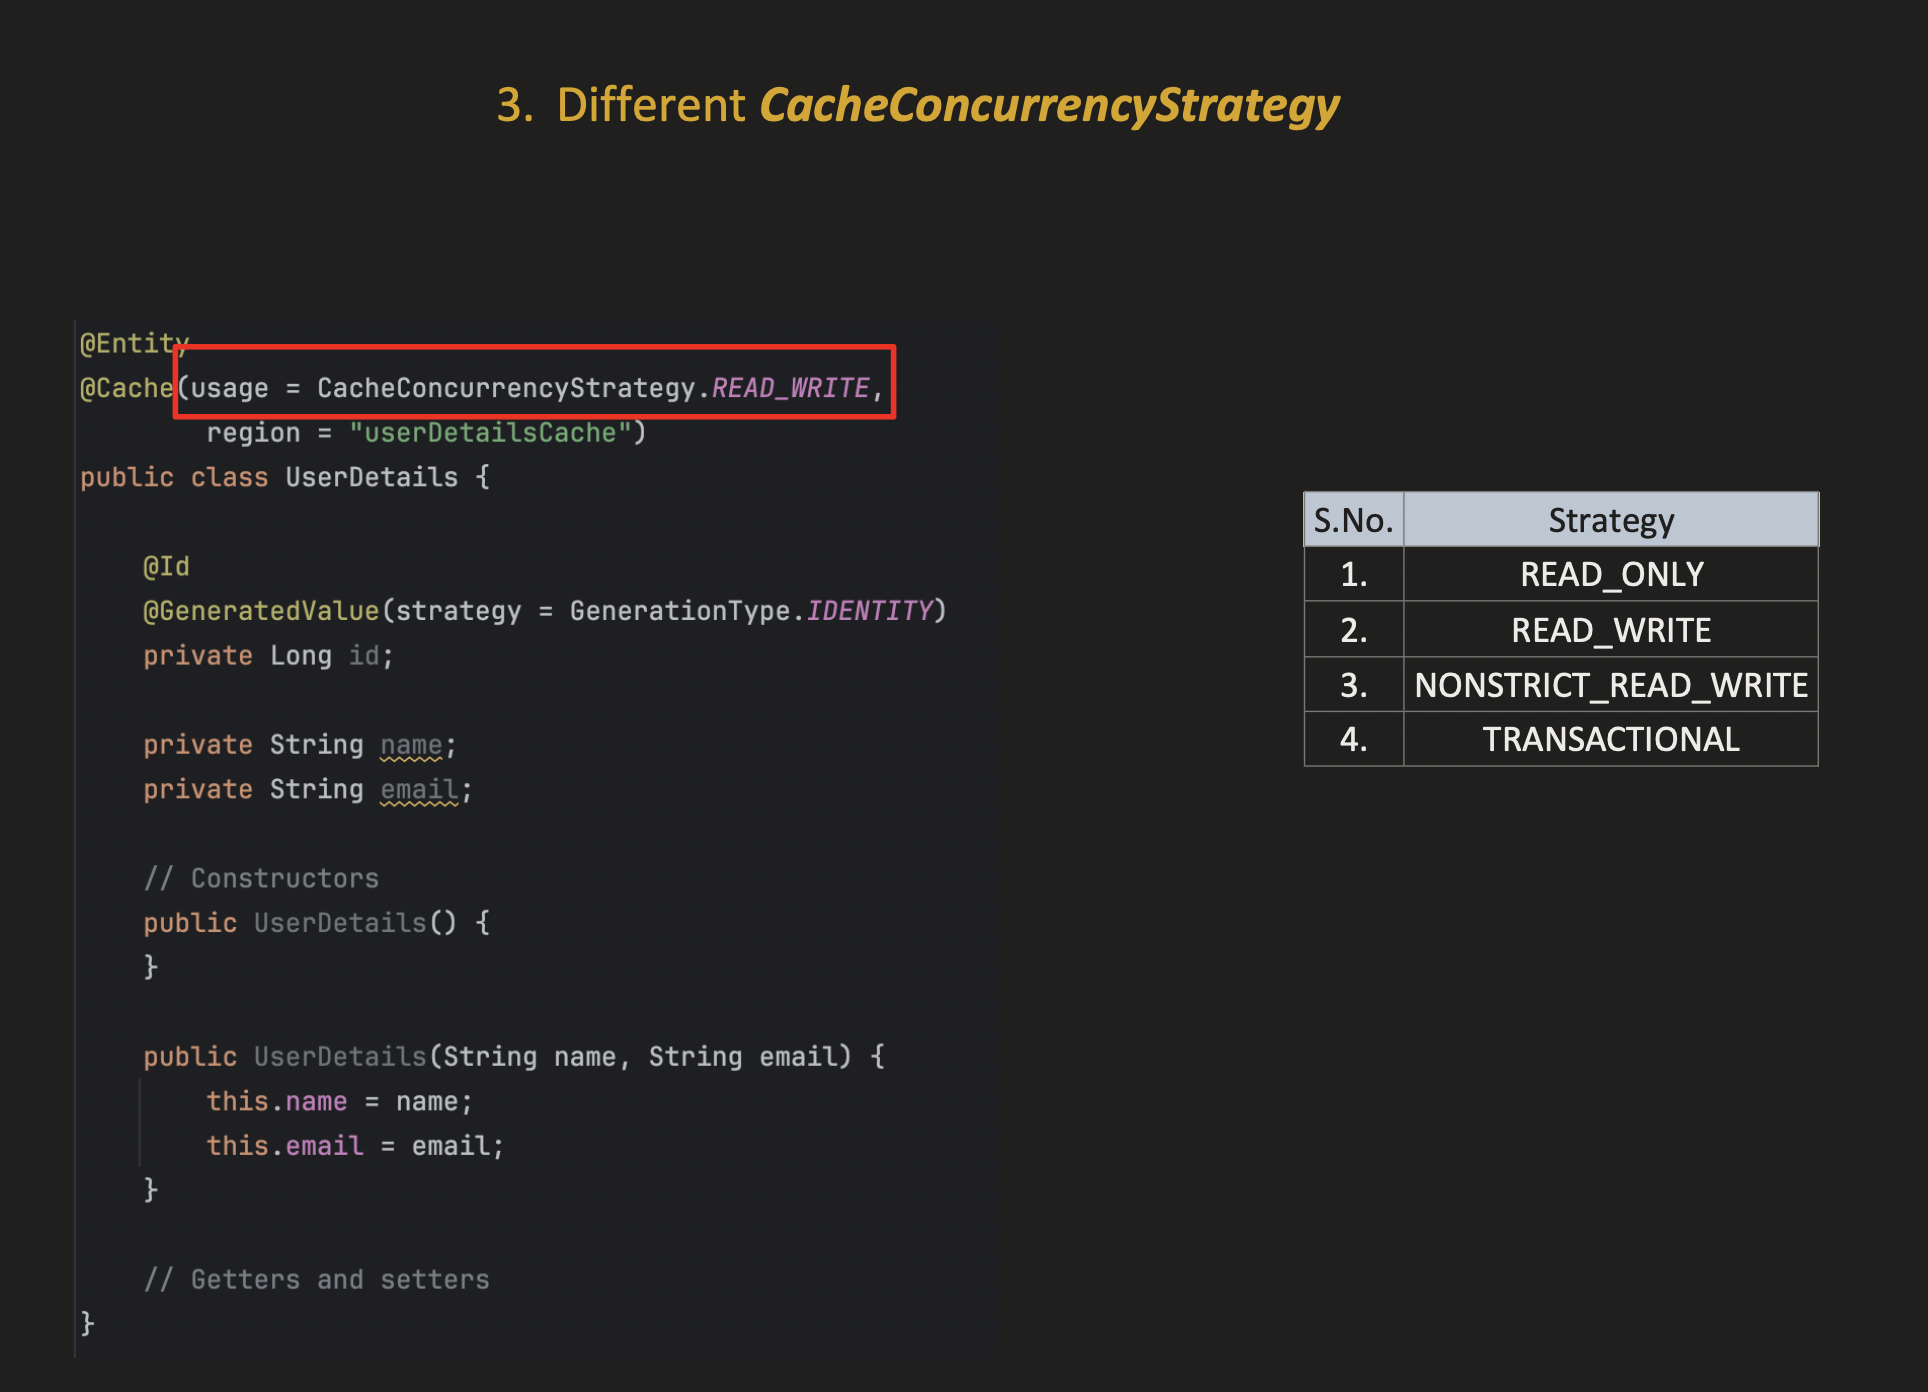 3. Different CacheConcurrencyStrategy
@Entity
@Cache(usage = CacheConcurrencyStrategy.READ_WRITE,
region = "userDetailsCache")
public class UserDetails {
@Id
@GeneratedValue(strategy = GenerationType.IDENTITY)
private Long id;
private String name;
private String email;
// Constructors
public UserDetails() {
}
public UserDetails(String name, String email) {
this.name = name;
this.email = email;
}
// Getters and setters
}
S.No. Strategy
1. READ_ONLY
2. READ_WRITE
3. NONSTRICT_READ_WRITE
4. TRANSACTIONAL